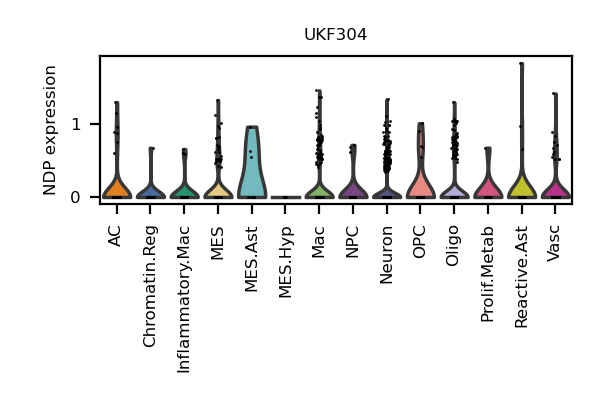 UKF304
NDP expression
1
0
AC
Chromatin.Reg
Inflammatory.Mac
MES
MES.Ast
MES.Hyp
Mac
NPC
Neuron
OPC
Oligo
Prolif.Metab
Reactive.Ast
Vasc